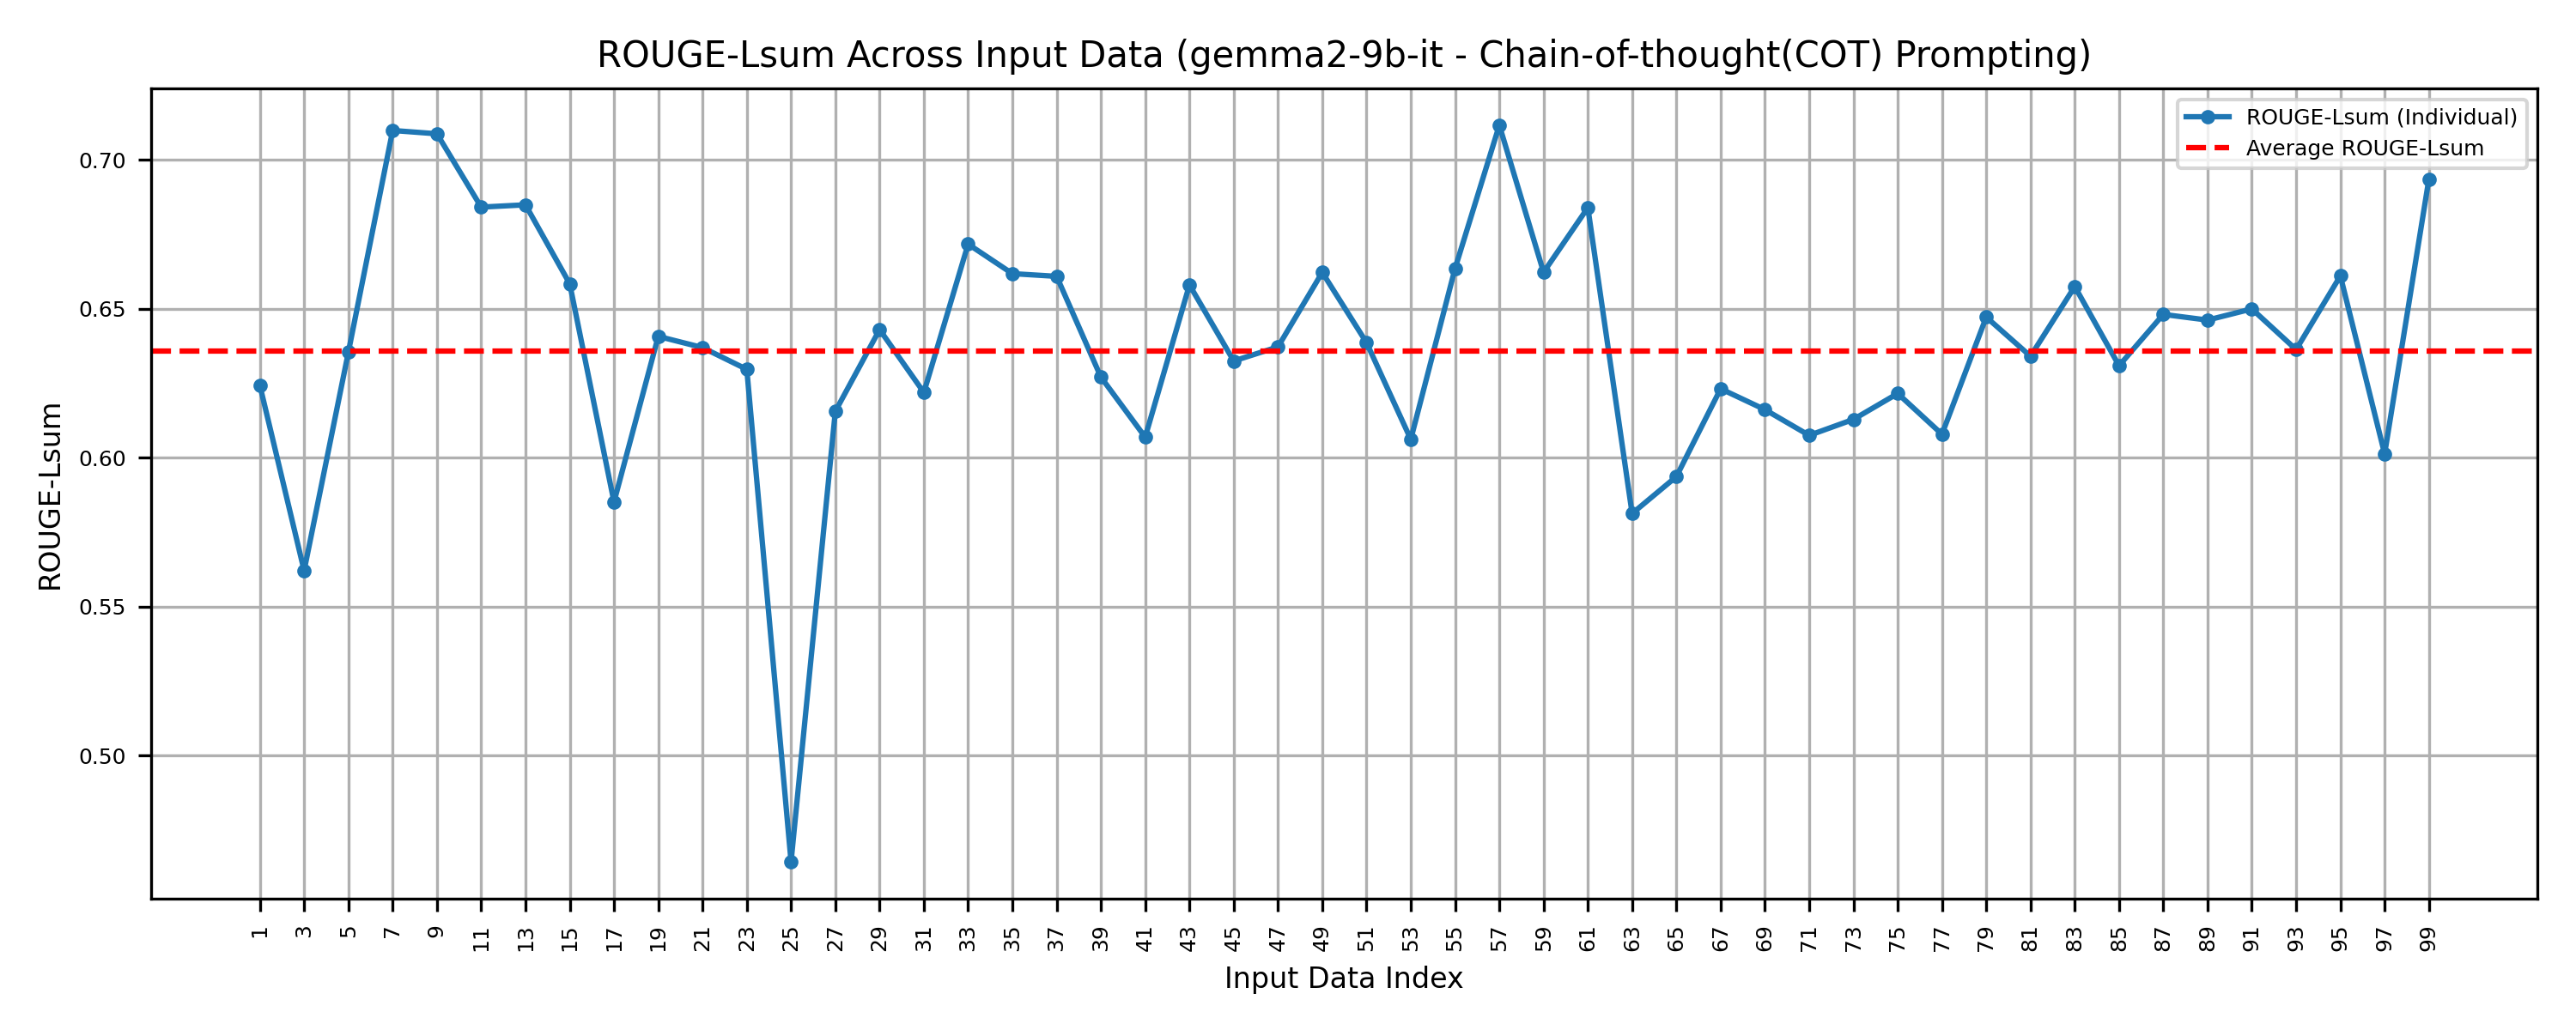 ROUGE-Lsum Across Input Data (gemma2-9b-it - Chain-of-thought(COT) Prompting)
ROUGE-Lsum (Individual)
Average ROUGE-Lsum
ROUGE-Lsum
0.70
0.65
0.60
0.55
0.50
1 3 5 7 9 11 13 15 17 19 21 23 25 27 29 31 33 35 37 39 41 43 45 47 49 51 53 55 57 59 61 63 65 67 69 71 73 75 77 79 81 83 85 87 89 91 93 95 97 99
Input Data Index